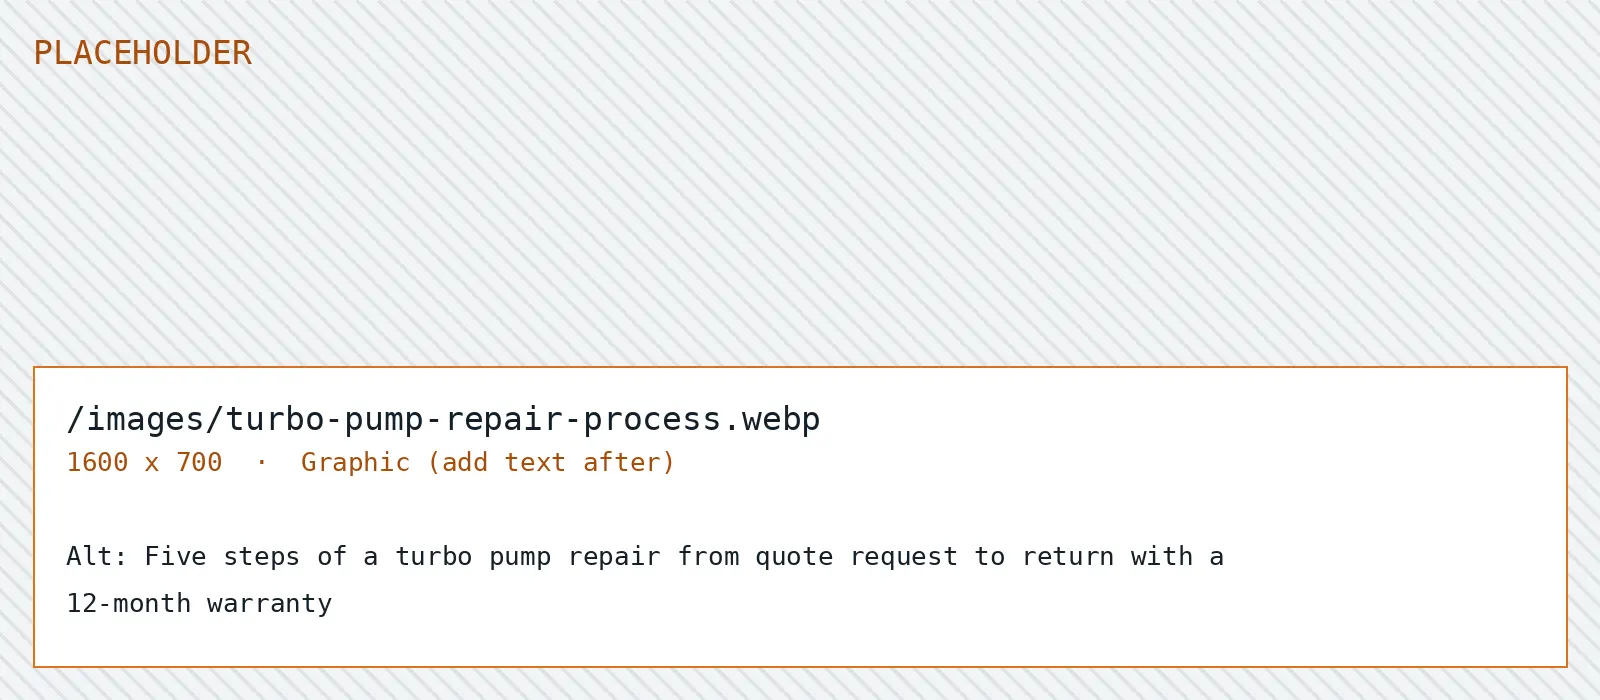 PLACEHOLDER
/images/turbo-pump-repair-process.webp
1600 x 700 · Graphic (add text after)
Alt: Five steps of a turbo pump repair from quote request to return with a
12-month warranty